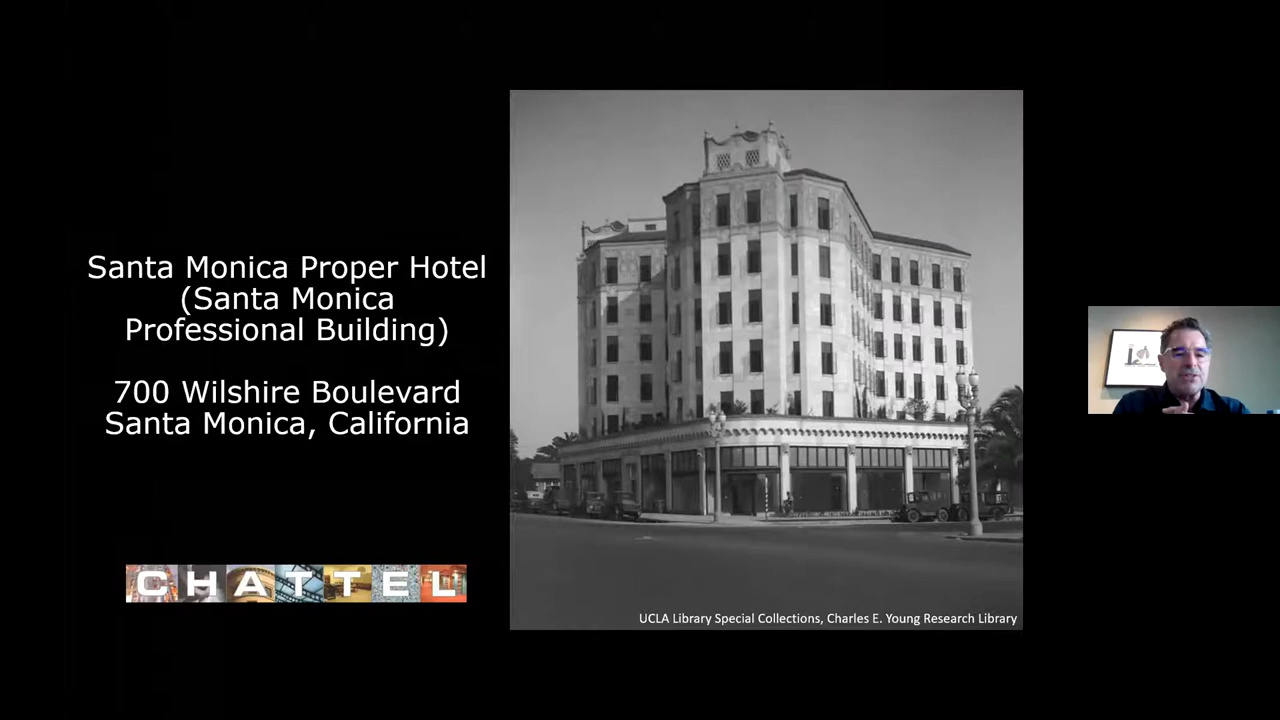 Santa Monica Proper Hotel
(Santa Monica
Professional Building)
700 Wilshire Boulevard
Santa Monica, California
CHATTEL
UCLA Library Special Collections, Charles E. Young Research Library